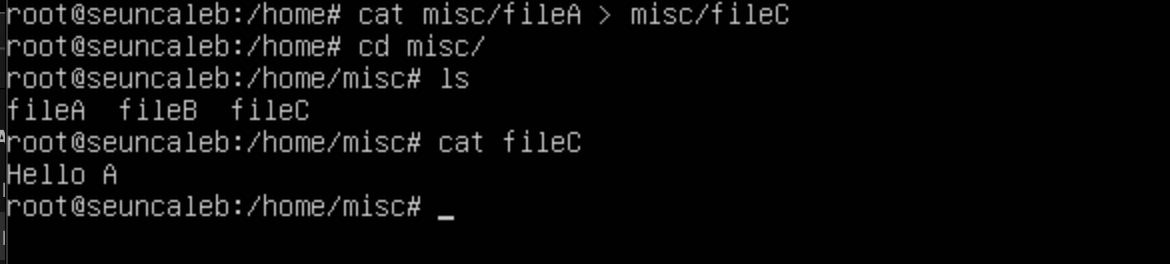 root@seuncaleb:/home# cat misc/fileA > misc/fileC
root@seuncaleb:/home# cd misc/
root@seuncaleb:/home/misc# ls
fileA  fileB  fileC
root@seuncaleb:/home/misc# cat fileC
Hello A
root@seuncaleb:/home/misc# _